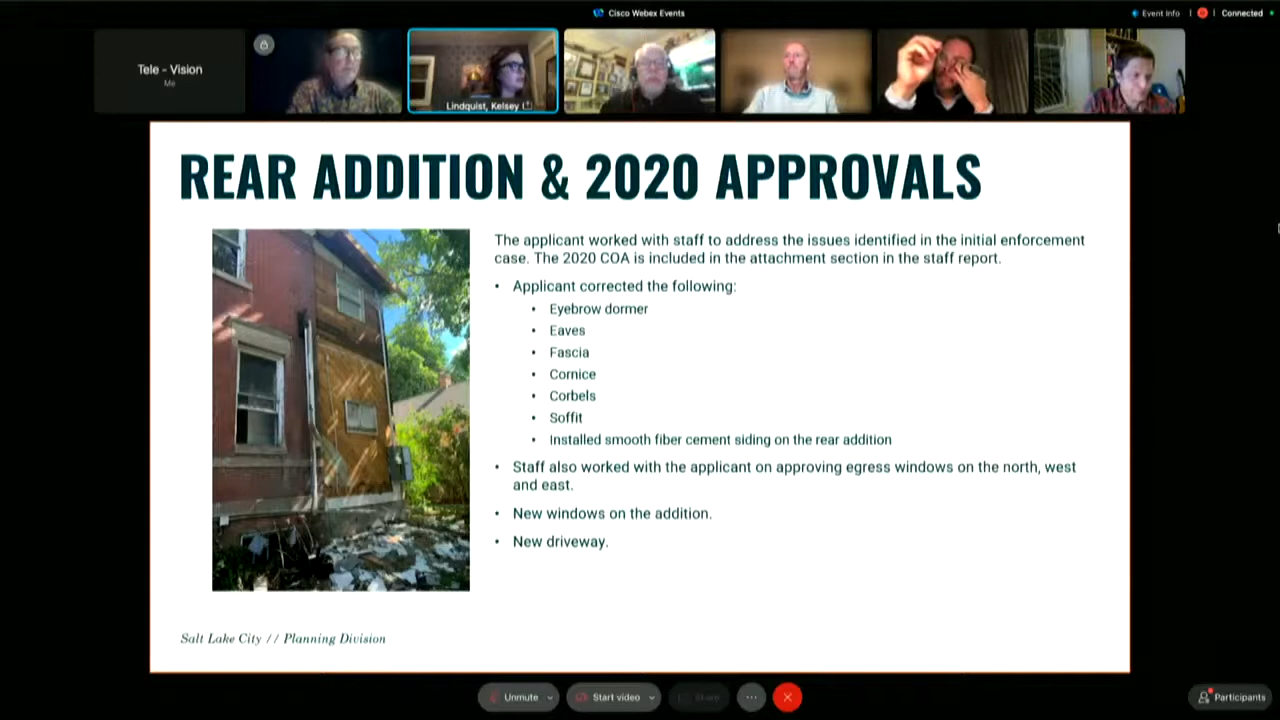 Cisco Webex Events
Event Info
Connected
Tele - Vision
Me
Lindquist, Kelsey
REAR ADDITION & 2020 APPROVALS
The applicant worked with staff to address the issues identified in the initial enforcement
case. The 2020 COA is included in the attachment section in the staff report.
• Applicant corrected the following:
• Eyebrow dormer
• Eaves
• Fascia
• Cornice
• Corbels
• Soffit
• Installed smooth fiber cement siding on the rear addition
• Staff also worked with the applicant on approving egress windows on the north, west
and east.
• New windows on the addition.
• New driveway.
Salt Lake City // Planning Division
Unmute
Start video
Share
Participants